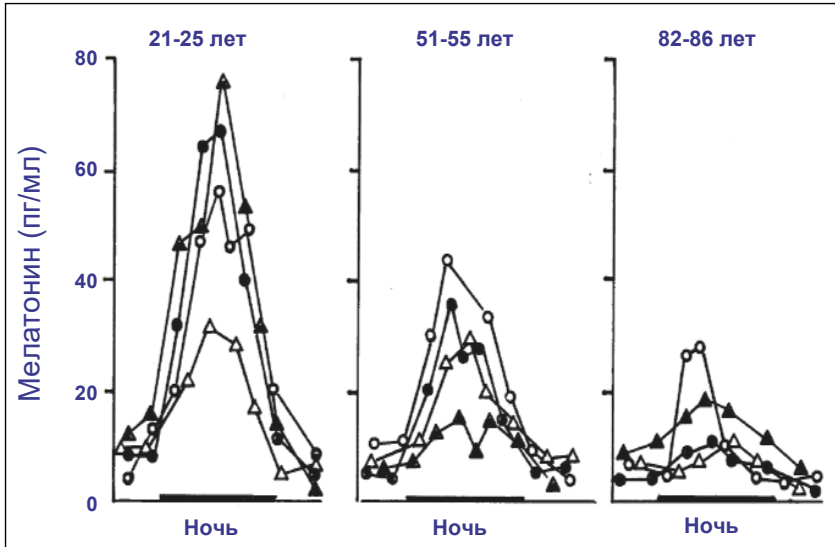 21-25 лет
51-55 лет
82-86 лет
Мелатонин (пг/мл)
80
60
40
20
0
Ночь
Ночь
Ночь